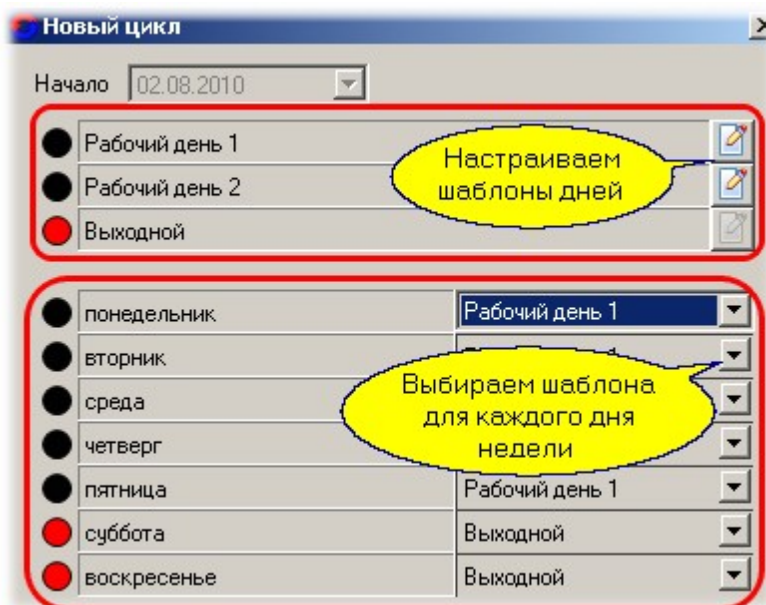 Новый цикл
Начало 02.08.2010
Рабочий день 1
Настраиваем
шаблоны дней
Рабочий день 2
Выходной
понедельник Рабочий день 1
вторник
Выбираем шаблона
для каждого дня
недели
среда
четверг
пятница Рабочий день 1
суббота Выходной
воскресенье Выходной